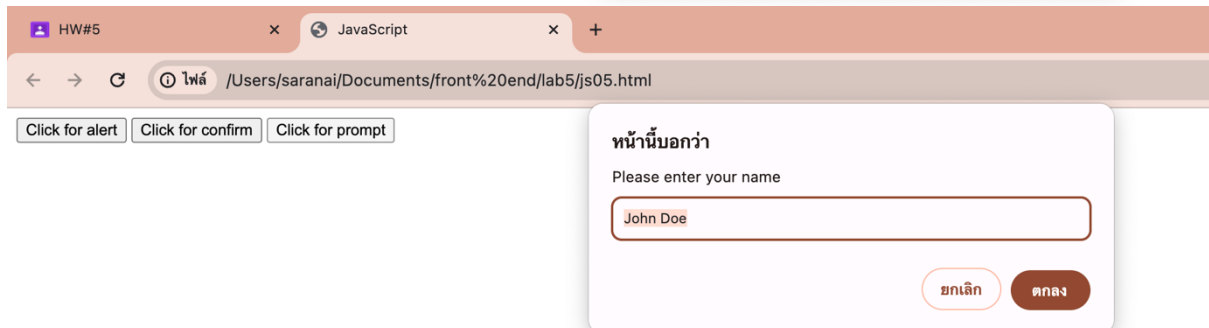 HW#5
JavaScript
ไฟล์ /Users/saranai/Documents/front%20end/lab5/js05.html
Click for alert Click for confirm Click for prompt
หน้านี้บอกว่า
Please enter your name
John Doe
ยกเลิก ตกลง